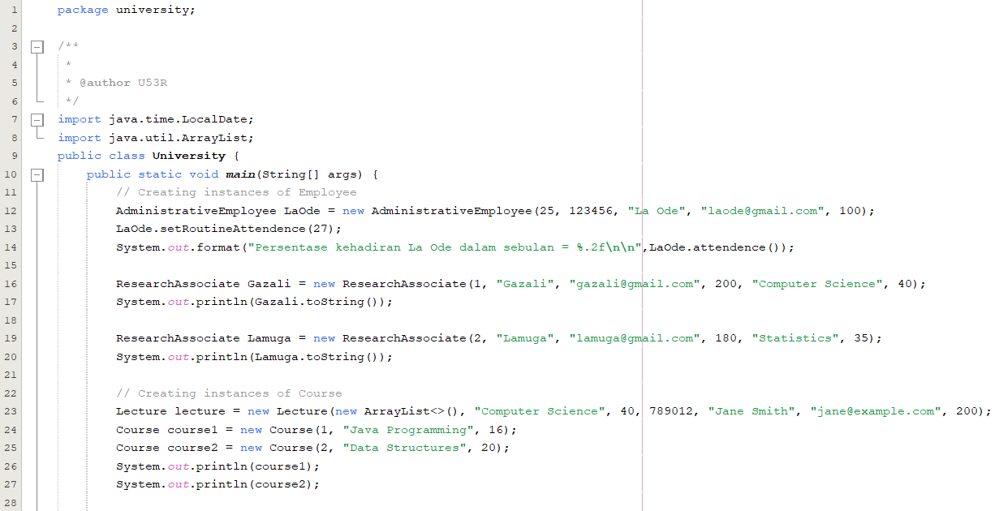 1 package university;
2
3 /**
4 *
5 * @author U53R
6 */
7 import java.time.LocalDate;
8 import java.util.ArrayList;
9 public class University {
10 public static void main(String[] args) {
11 // Creating instances of Employee
12 AdministrativeEmployee LaOde = new AdministrativeEmployee(25, 123456, "La Ode", "laode@gmail.com", 100);
13 LaOde.setRoutineAttendence(27);
14 System.out.format("Persentase kehadiran La Ode dalam sebulan = %.2f\n\n",LaOde.attendence());
15
16 ResearchAssociate Gazali = new ResearchAssociate(1, "Gazali", "gazali@gmail.com", 200, "Computer Science", 40);
17 System.out.println(Gazali.toString());
18
19 ResearchAssociate Lamuga = new ResearchAssociate(2, "Lamuga", "lamuga@gmail.com", 180, "Statistics", 35);
20 System.out.println(Lamuga.toString());
21
22 // Creating instances of Course
23 Lecture lecture = new Lecture(new ArrayList<>(), "Computer Science", 40, 789012, "Jane Smith", "jane@example.com", 200);
24 Course course1 = new Course(1, "Java Programming", 16);
25 Course course2 = new Course(2, "Data Structures", 20);
26 System.out.println(course1);
27 System.out.println(course2);
28